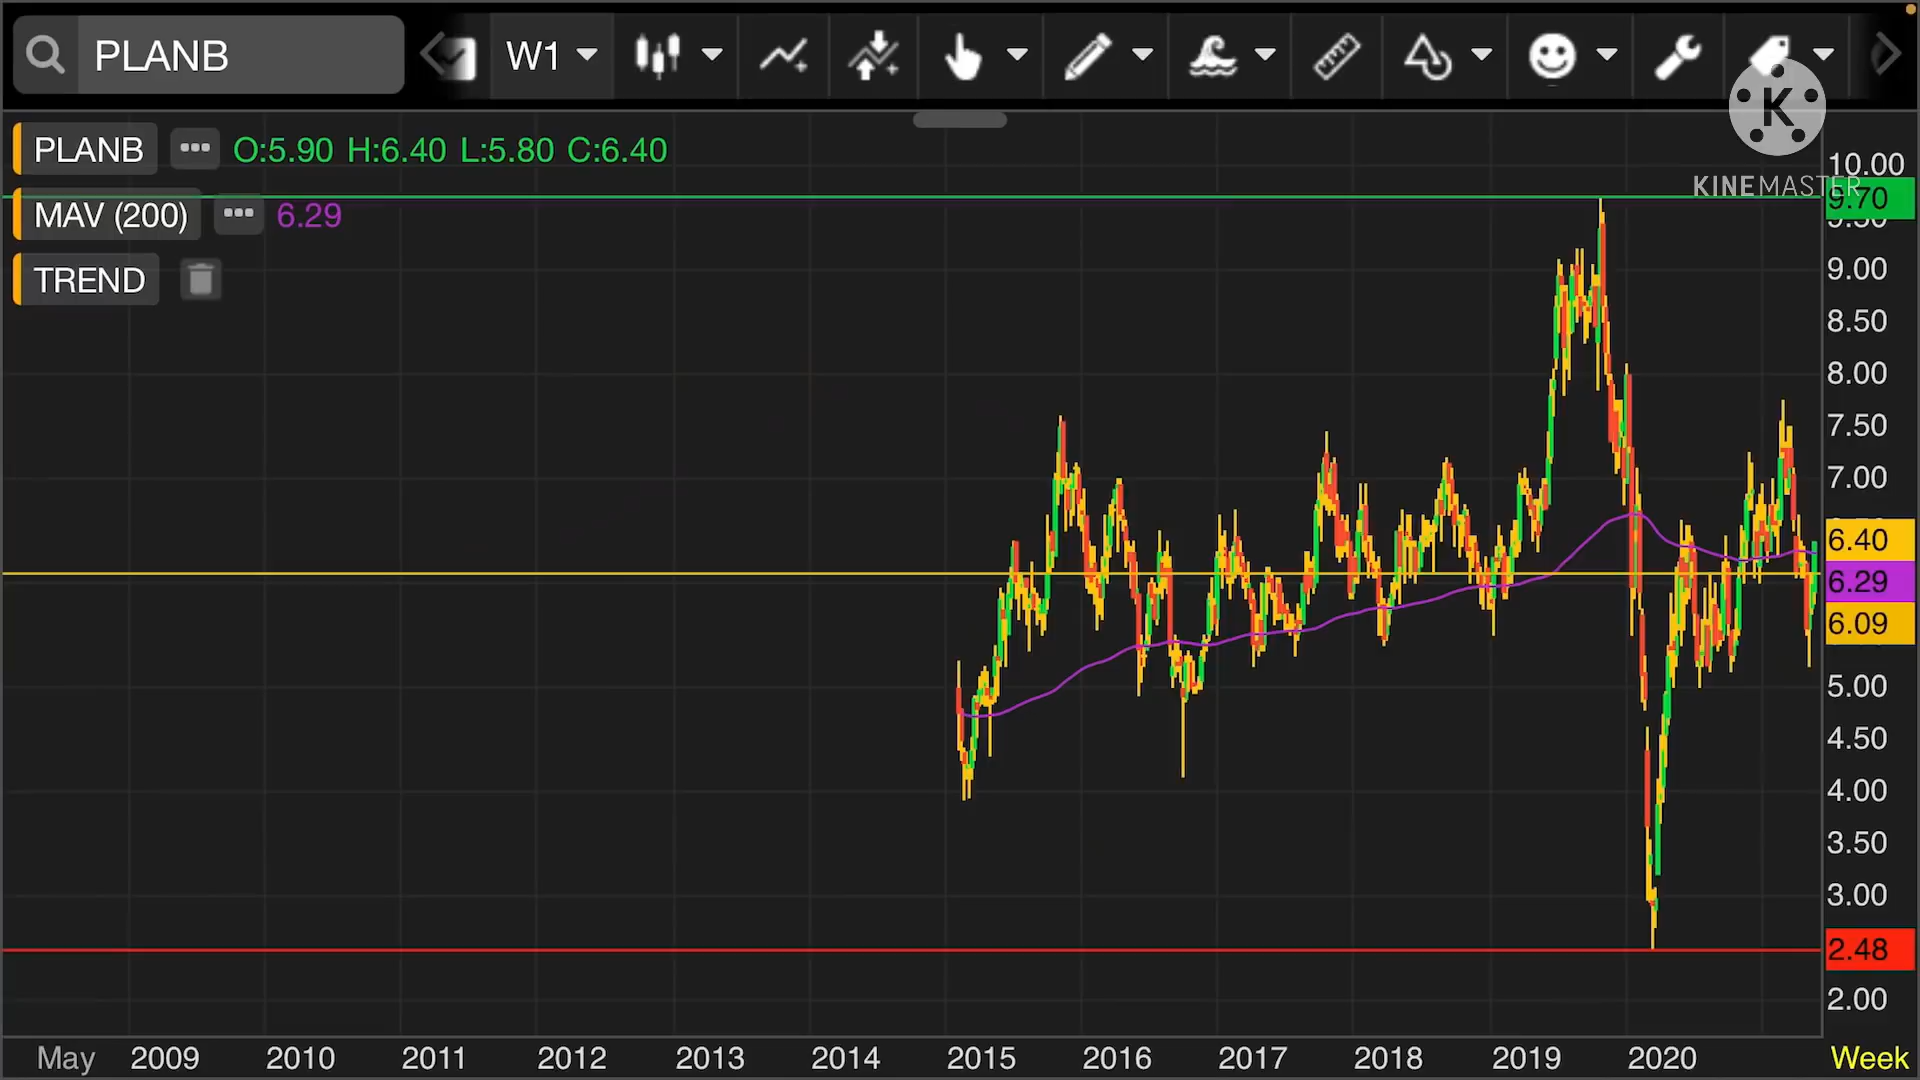 PLANB W1
K
KINEMASTER
PLANB O:5.90 H:6.40 L:5.80 C:6.40
MAV (200) 6.29
TREND
10.00
9.70
9.50
9.00
8.50
8.00
7.50
7.00
6.40
6.29
6.09
5.00
4.50
4.00
3.50
3.00
2.48
2.00
May 2009 2010 2011 2012 2013 2014 2015 2016 2017 2018 2019 2020 Week